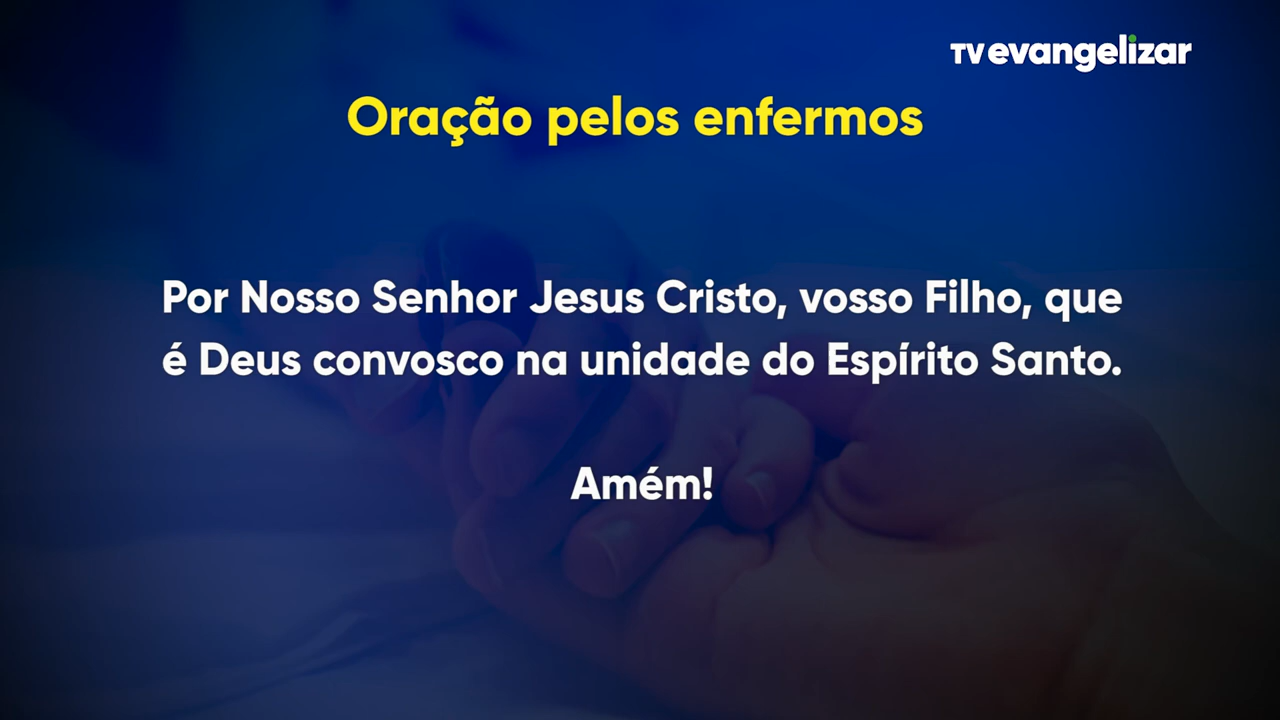 TV evangelizar
Oração pelos enfermos
Por Nosso Senhor Jesus Cristo, vosso Filho, que
é Deus convosco na unidade do Espírito Santo.
Amém!